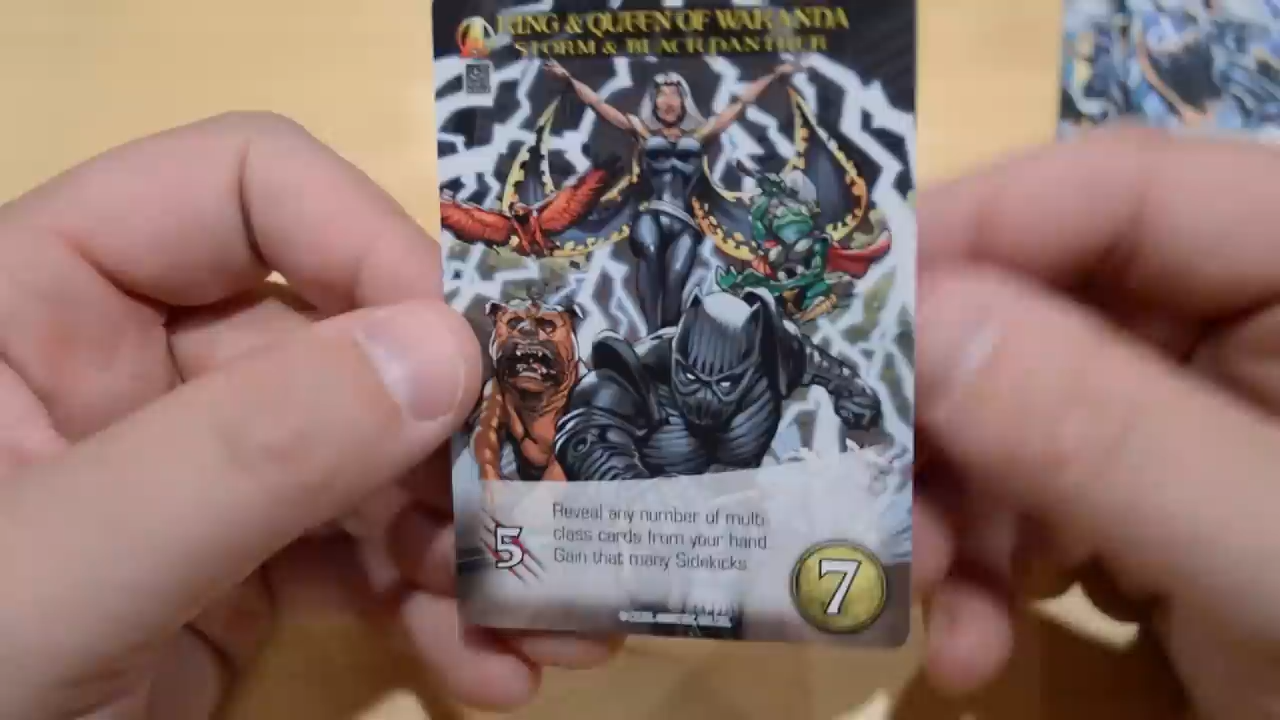 KING & QUEEN OF WAKANDA
STORM & BLACK PANTHER
Reveal any number of multi-
class cards from your hand.
Gain that many Sidekicks.
5
7